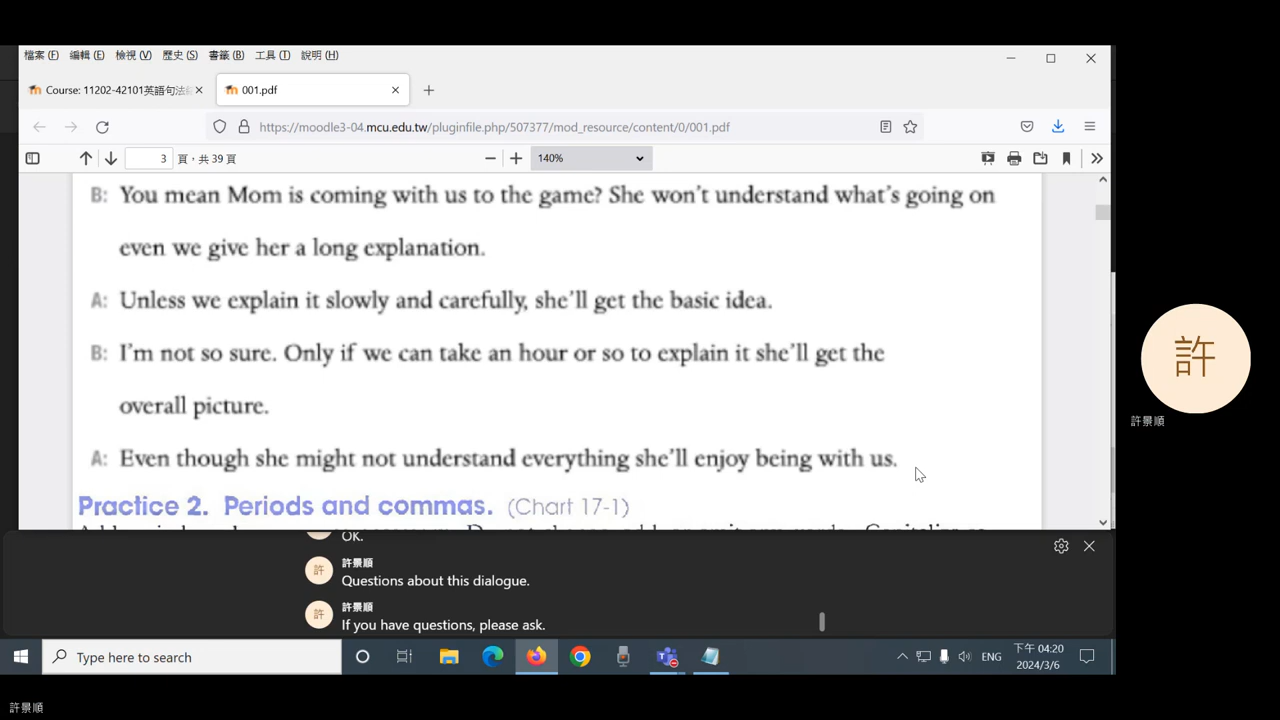 檔案 (F) 編輯 (E) 檢視 (V) 歷史 (S) 書籤 (B) 工具 (T) 說明 (H)
Course: 11202-42101英語句法
001.pdf
https://moodle3-04.mcu.edu.tw/pluginfile.php/507377/mod_resource/content/0/001.pdf
3 頁，共 39 頁
140%
B: You mean Mom is coming with us to the game? She won't understand what's going on
even we give her a long explanation.
A: Unless we explain it slowly and carefully, she'll get the basic idea.
B: I'm not so sure. Only if we can take an hour or so to explain it she'll get the
overall picture.
A: Even though she might not understand everything she'll enjoy being with us.
Practice 2. Periods and commas. (Chart 17-1)
許
許景順
OK.
許
許景順
Questions about this dialogue.
許
許景順
If you have questions, please ask.
Type here to search
ENG
下午 04:20
2024/3/6
許景順